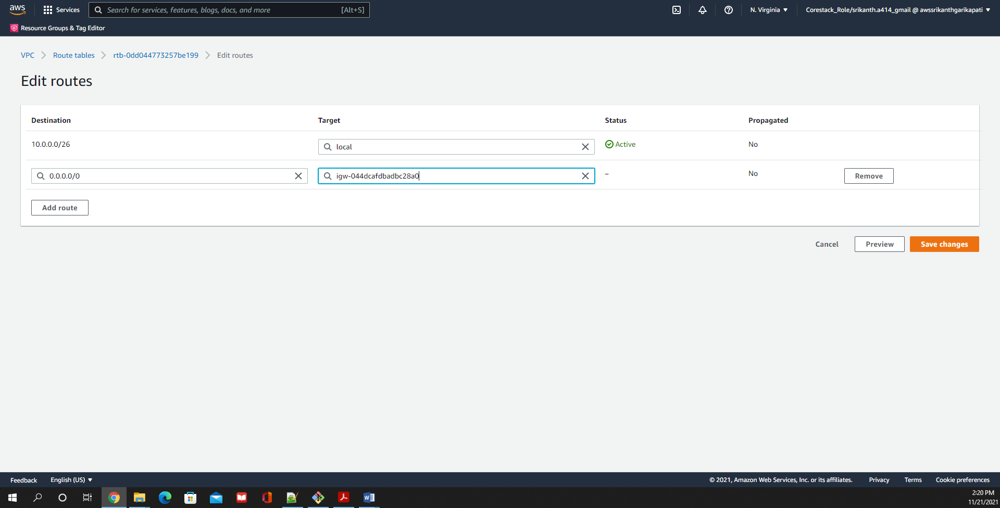 aws
Services
Search for services, features, blogs, docs, and more [Alt+S]
N. Virginia
Corestack_Role/srikanth.a414_gmail @ awssrikanthgarikapati
Resource Groups & Tag Editor
VPC Route tables rtb-0dd044773257be199 Edit routes
Edit routes
Destination Target Status Propagated
10.0.0.0/26 local Active No
0.0.0.0/0 igw-044dcafdbadbc28a0 – No Remove
Add route
Cancel Preview Save changes
Feedback English (US) © 2021, Amazon Web Services, Inc. or its affiliates. Privacy Terms Cookie preferences
2:20 PM
11/21/2021